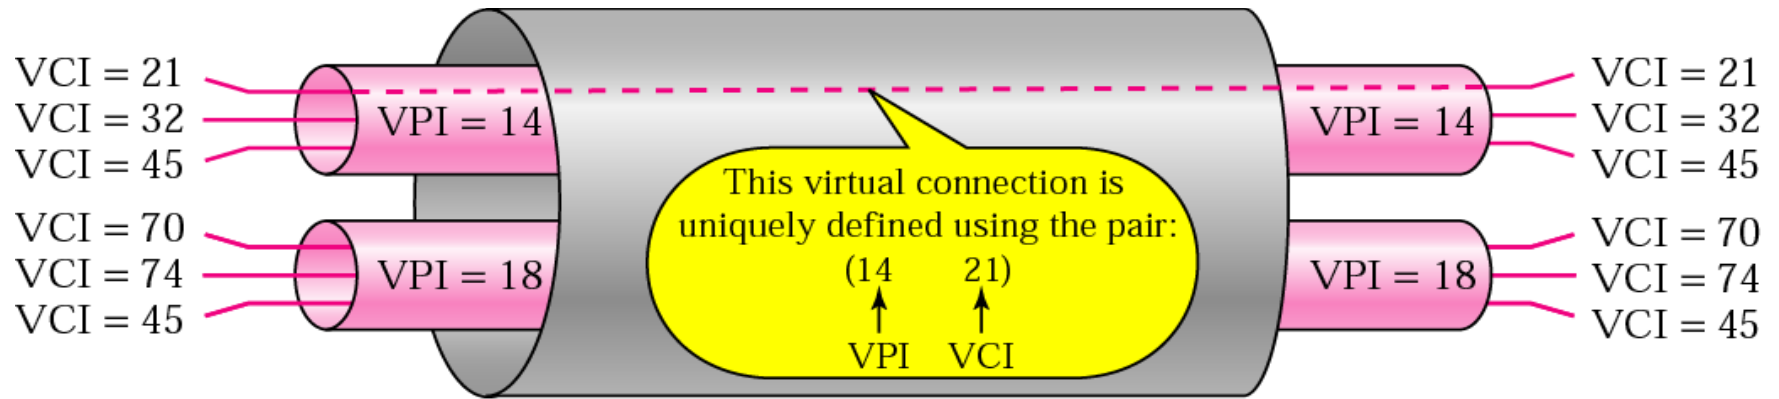 VCI = 21
VCI = 32
VCI = 45
VPI = 14
VCI = 70
VCI = 74
VCI = 45
VPI = 18
This virtual connection is
uniquely defined using the pair:
(14 21)
VPI VCI
VPI = 14
VCI = 21
VCI = 32
VCI = 45
VPI = 18
VCI = 70
VCI = 74
VCI = 45